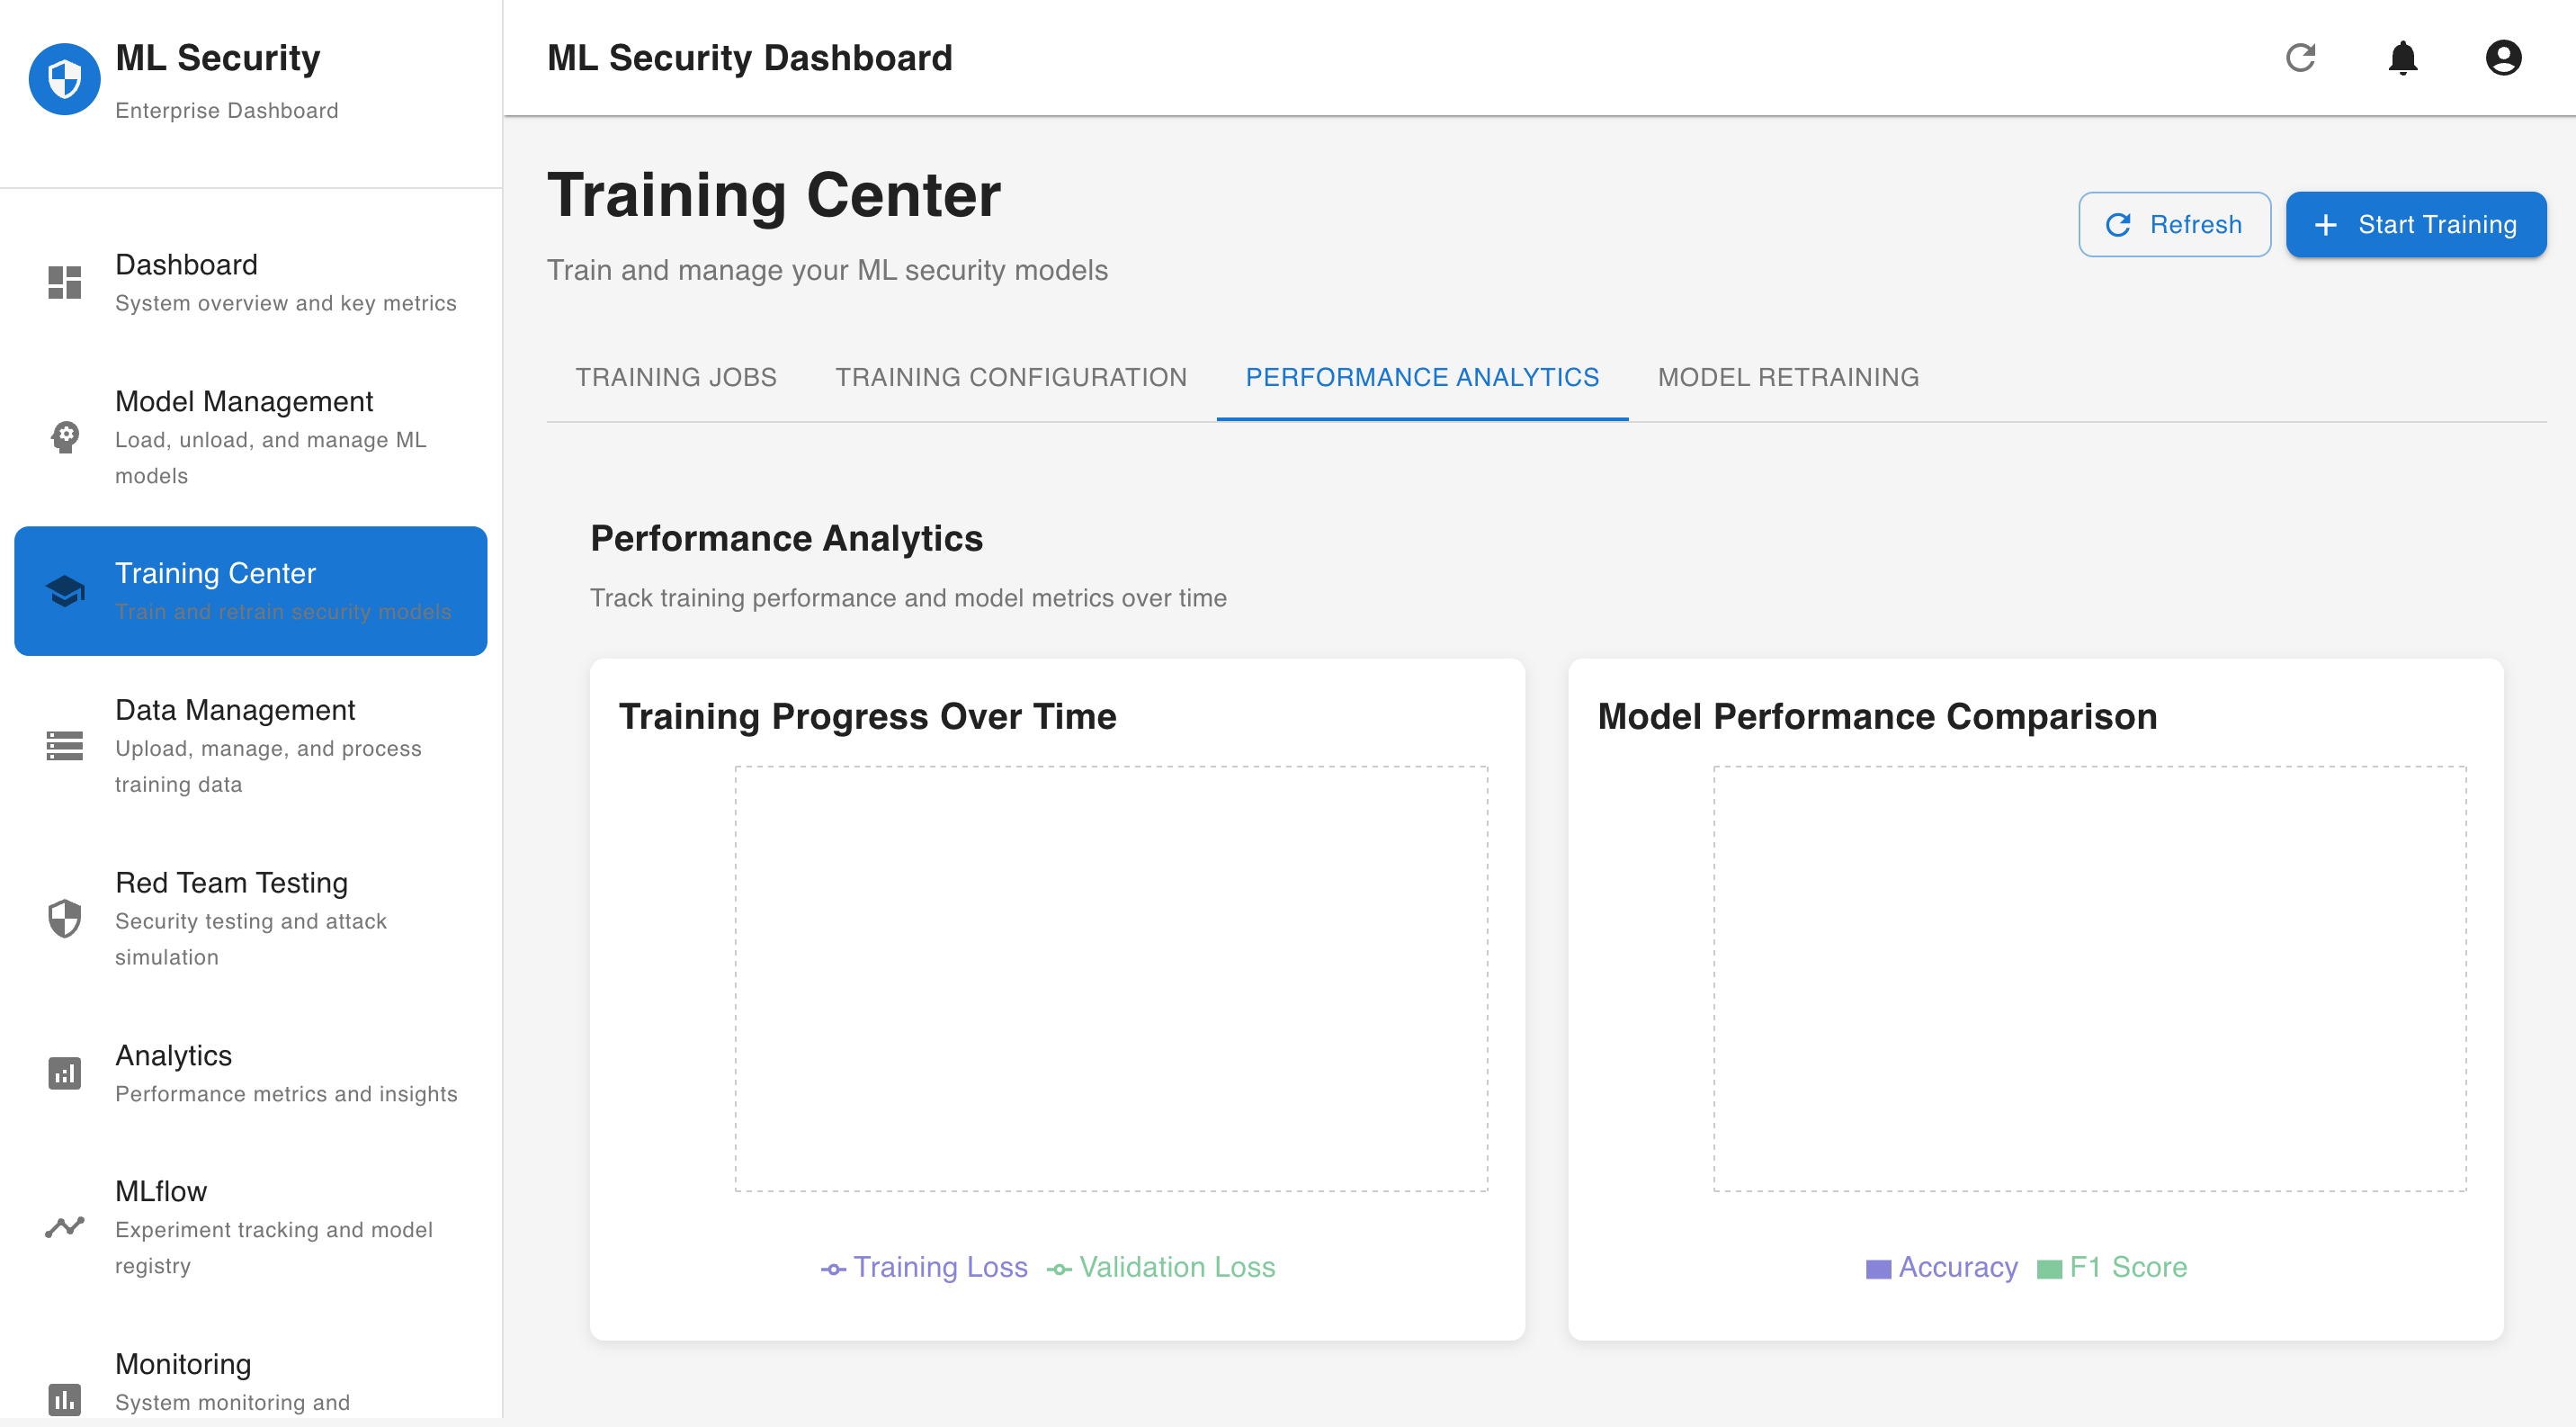 ML Security
Enterprise Dashboard
Dashboard
System overview and key metrics
Model Management
Load, unload, and manage ML
models
Training Center
Train and retrain security models
Data Management
Upload, manage, and process
training data
Red Team Testing
Security testing and attack
simulation
Analytics
Performance metrics and insights
MLflow
Experiment tracking and model
registry
Monitoring
System monitoring and
ML Security Dashboard
Training Center
Train and manage your ML security models
Refresh
Start Training
TRAINING JOBS
TRAINING CONFIGURATION
PERFORMANCE ANALYTICS
MODEL RETRAINING
Performance Analytics
Track training performance and model metrics over time
Training Progress Over Time
Training Loss
Validation Loss
Model Performance Comparison
Accuracy
F1 Score